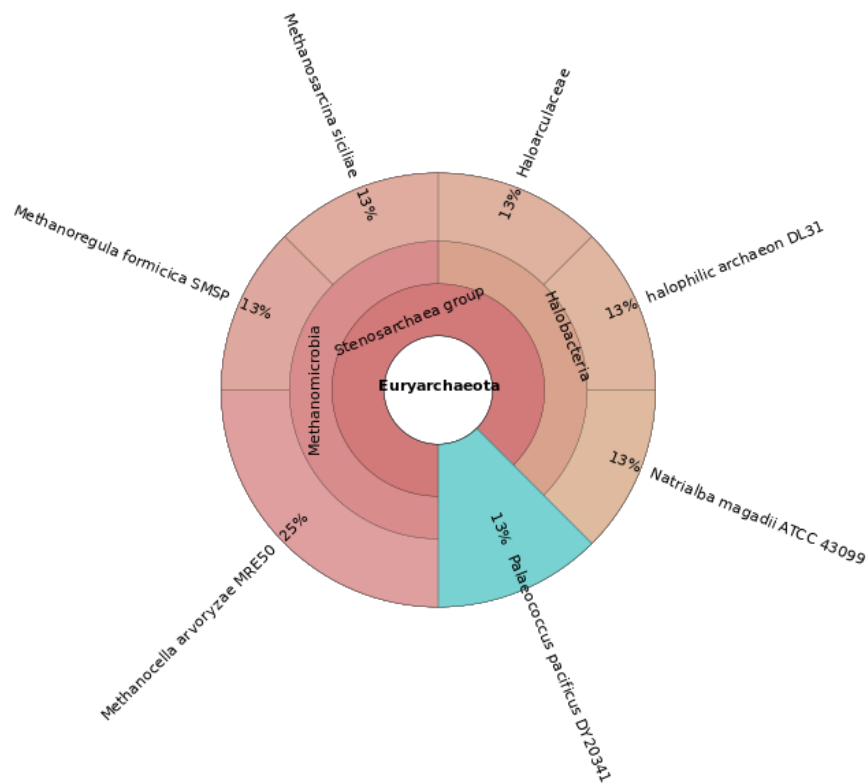 Methanosarcina siciliae
13%
Haloarculaceae
13%
halophilic archaeon DL31
13%
Methanoregula formicica SMSP
13%
Stenosarchaea group
Halobacteria
Methanomicrobia
Euryarchaeota
Natrialba magadii ATCC 43099
13%
Methanocella arvoryzae MRE50
25%
13%
Palaeococcus pacificus DY20341